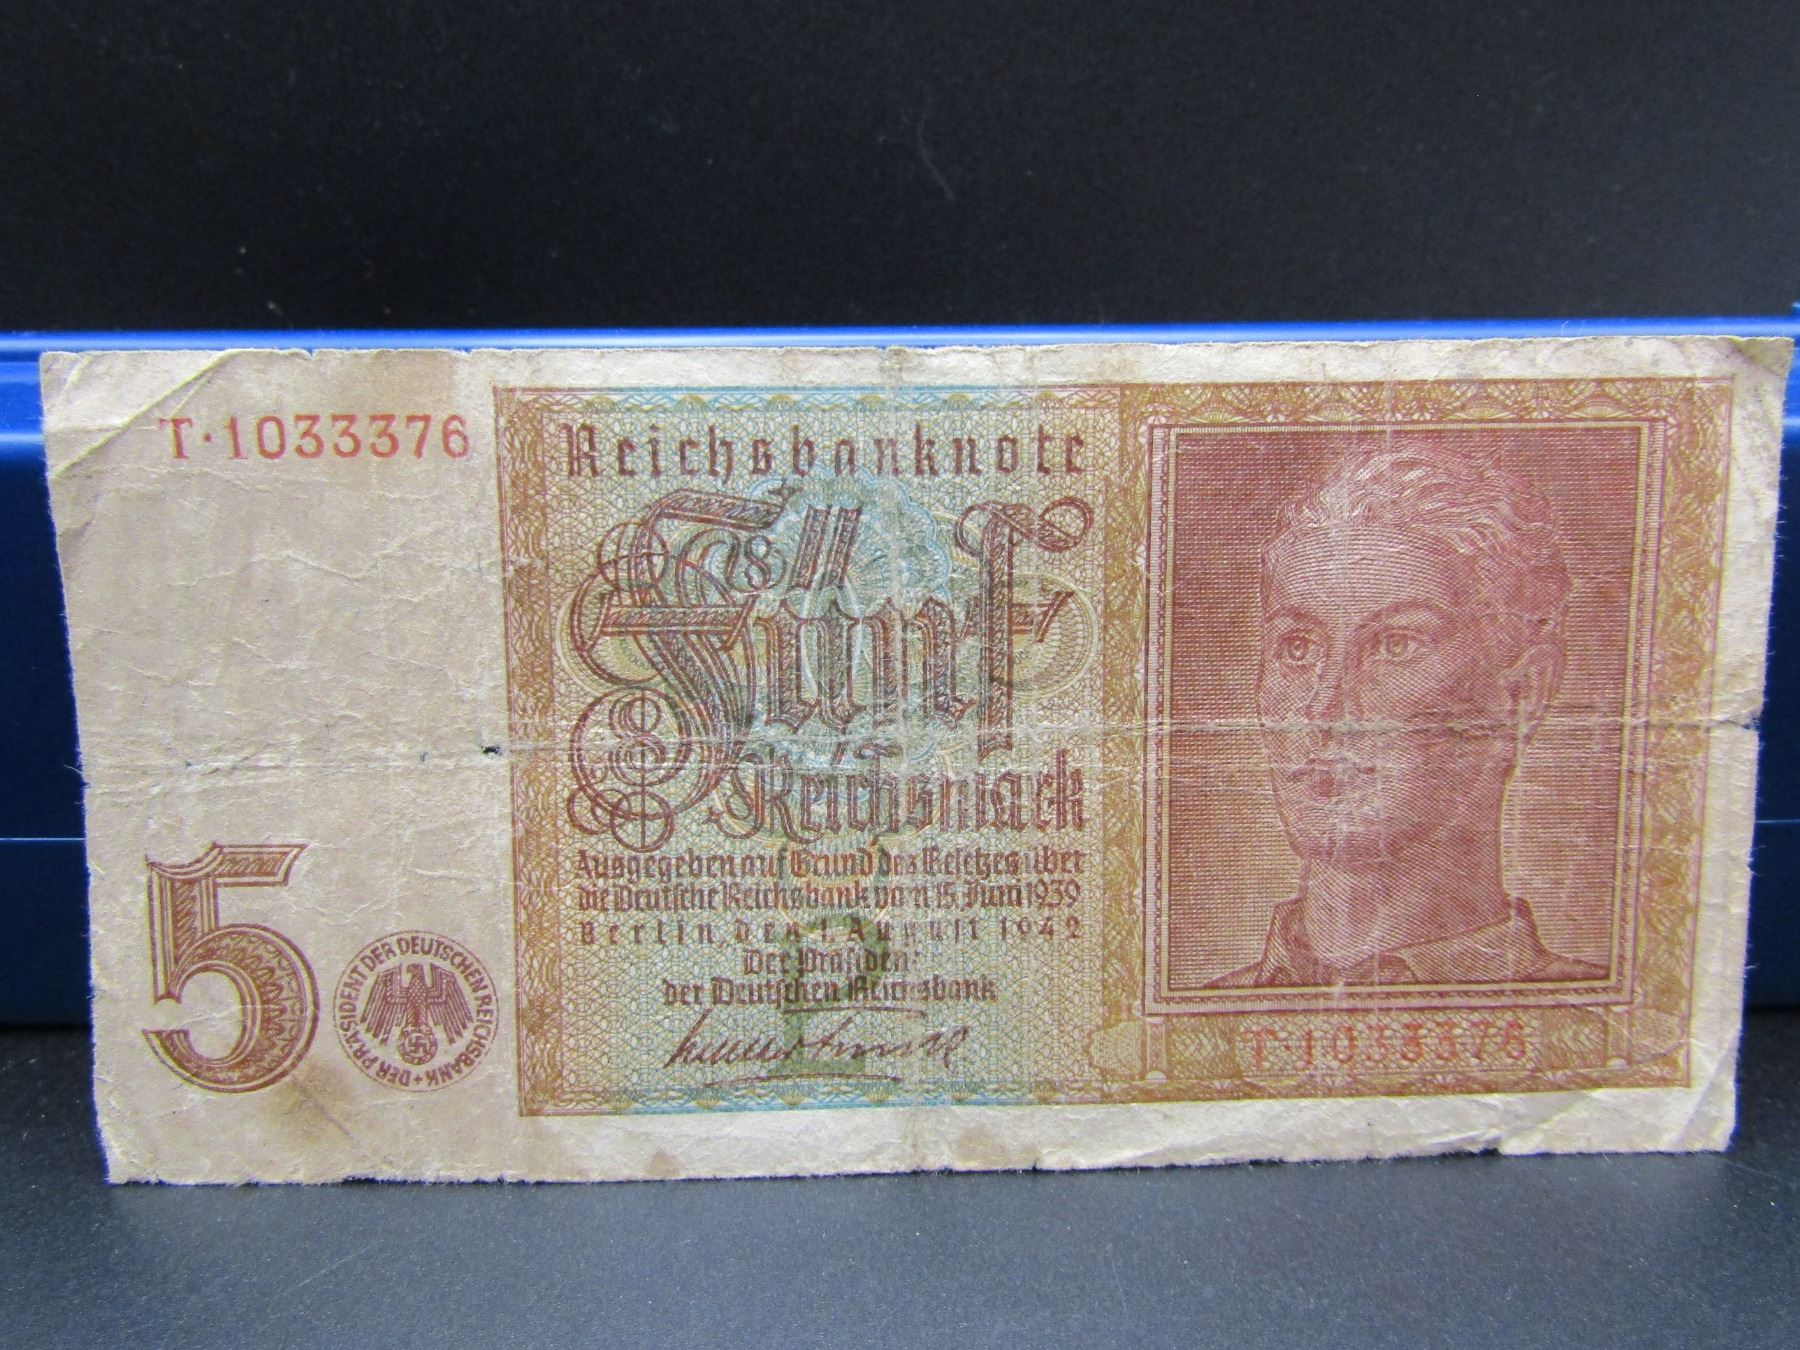 T·1033376
Reichsbanknote
Fünf
Reichsmark
Ausgegeben auf Grund des Gesetzes über
die Deutsche Reichsbank vom 15. Juni 1939
Berlin, den 1. August 1942
Der Präsident
der Deutschen Reichsbank
5
DER PRÄSIDENT DER DEUTSCHEN REICHSBANK +
T·1033376